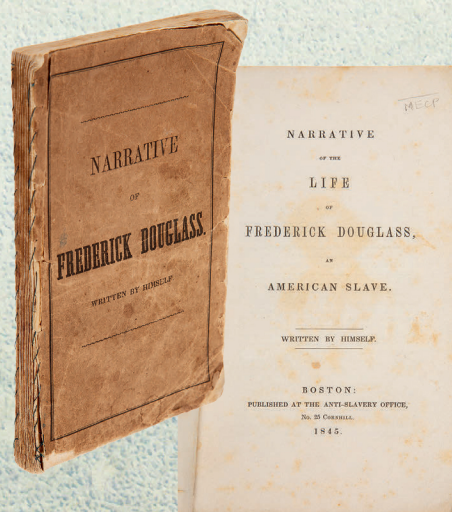 NARRATIVE
OF
FREDERICK DOUGLASS.
WRITTEN BY HIMSELF
NARRATIVE
OF THE
LIFE
OF
FREDERICK DOUGLASS,
AN
AMERICAN SLAVE.
WRITTEN BY HIMSELF.
BOSTON:
PUBLISHED AT THE ANTI-SLAVERY OFFICE,
No. 25 CORNHILL.
1845.